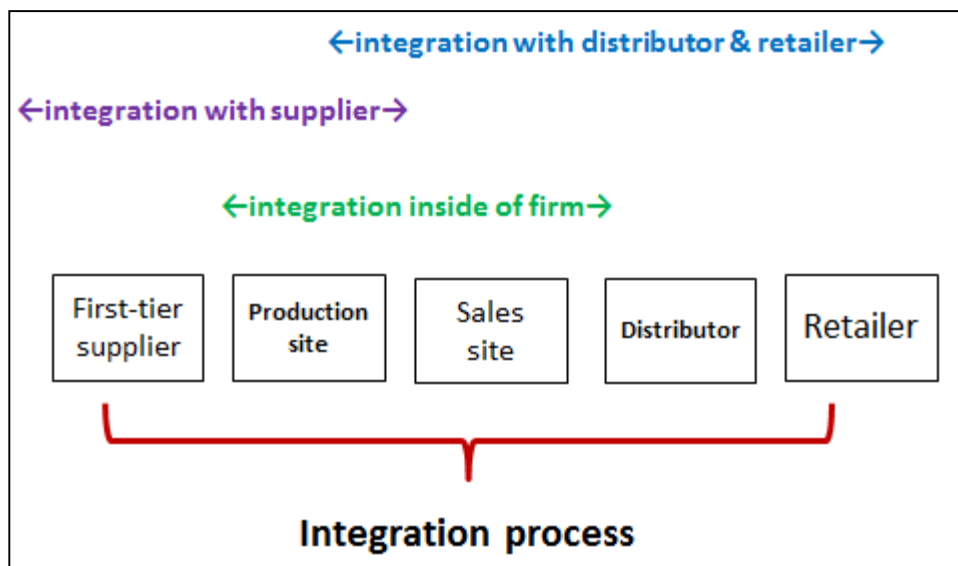 ←integration with distributor & retailer→
←integration with supplier→
←integration inside of firm→
First-tier
supplier
Production
site
Sales
site
Distributor
Retailer
Integration process